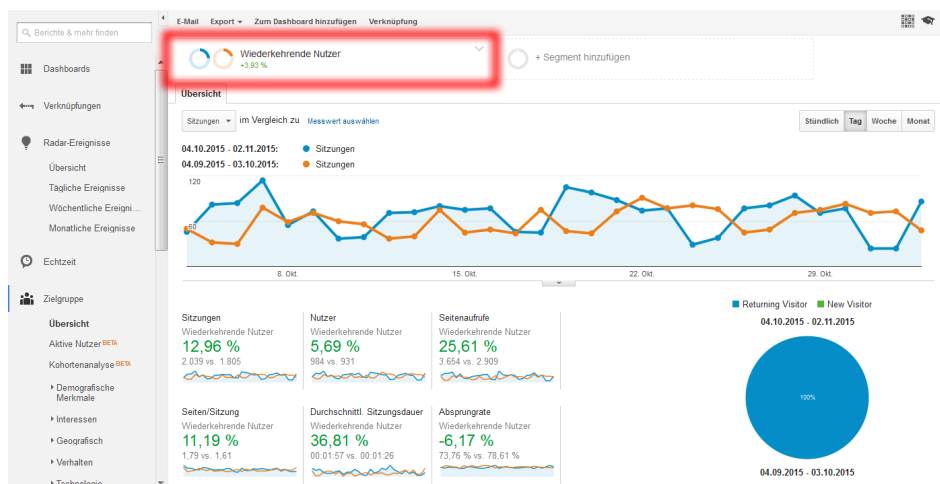 Berichte & mehr finden
Dashboards
Verknüpfungen
Radar-Ereignisse
Übersicht
Tägliche Ereignisse
Wöchentliche Ereigni...
Monatliche Ereignisse
Echtzeit
Zielgruppe
Übersicht
Aktive Nutzer BETA
Kohortenanalyse BETA
Demografische
Merkmale
Interessen
Geografisch
Verhalten
Technologie
E-Mail Export Zum Dashboard hinzufügen Verknüpfung
Wiederkehrende Nutzer
+3,93 %
+ Segment hinzufügen
Übersicht
Sitzungen im Vergleich zu Messwert auswählen
Stündlich Tag Woche Monat
04.10.2015 - 02.11.2015: Sitzungen
04.09.2015 - 03.10.2015: Sitzungen
120
60
8. Okt. 15. Okt. 22. Okt. 29. Okt.
Sitzungen
Wiederkehrende Nutzer
12,96 %
2.039 vs. 1.805
Nutzer
Wiederkehrende Nutzer
5,69 %
984 vs. 931
Seitenaufrufe
Wiederkehrende Nutzer
25,61 %
3.654 vs. 2.909
Seiten/Sitzung
Wiederkehrende Nutzer
11,19 %
1,79 vs. 1,61
Durchschnittl. Sitzungsdauer
Wiederkehrende Nutzer
36,81 %
00:01:57 vs. 00:01:26
Absprungrate
Wiederkehrende Nutzer
-6,17 %
73,76 % vs. 78,61 %
Returning Visitor New Visitor
04.10.2015 - 02.11.2015
100%
04.09.2015 - 03.10.2015